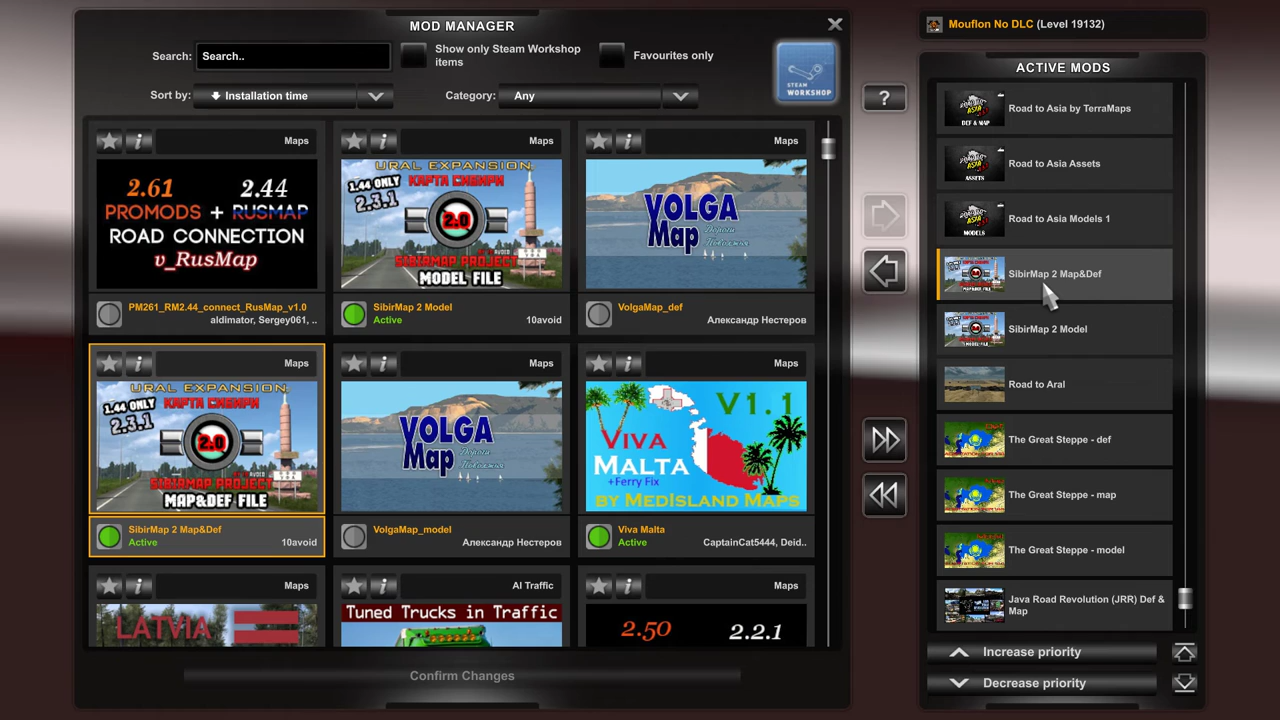 MOD MANAGER
Search:
Search..
Show only Steam Workshop
items
Favourites only
STEAM
WORKSHOP
Sort by:
Installation time
Category:
Any
Maps
2.61 2.44
PROMODS + RUSMAP
ROAD CONNECTION
v_RusMap
PM261_RM2.44_connect_RusMap_v1.0
aldimator, Sergey061, ..
Maps
URAL EXPANSION
КАРТА СИБИРИ
1.44 ONLY
2.3.1
2.0
SIBIRMAP PROJECT
MODEL FILE
SibirMap 2 Model
Active
10avoid
Maps
VOLGA
Map
VolgaMap_def
Александр Нестеров
Maps
URAL EXPANSION
КАРТА СИБИРИ
1.44 ONLY
2.3.1
2.0
SIBIRMAP PROJECT
MAP&DEF FILE
SibirMap 2 Map&Def
Active
10avoid
Maps
VOLGA
Map
VolgaMap_model
Александр Нестеров
Maps
V1.1
VIVA
MALTA
+FERRY FIX
BY MEDISLAND MAPS
Viva Malta
Active
CaptainCat5444, Deid..
Maps
LATVIA
AI Traffic
Tuned Trucks in Traffic
Maps
2.50 2.2.1
Confirm Changes
?
Mouflon No DLC (Level 19132)
ACTIVE MODS
Road to Asia by TerraMaps
Road to Asia Assets
Road to Asia Models 1
SibirMap 2 Map&Def
SibirMap 2 Model
Road to Aral
The Great Steppe - def
The Great Steppe - map
The Great Steppe - model
Java Road Revolution (JRR) Def &
Map
Increase priority
Decrease priority